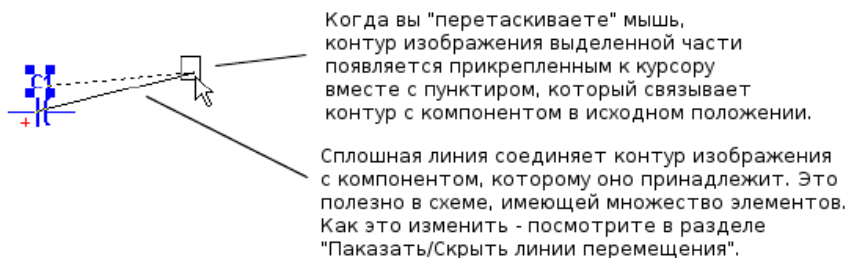 Когда вы "перетаскиваете" мышь,
контур изображения выделенной части
появляется прикрепленным к курсору
вместе с пунктиром, который связывает
контур с компонентом в исходном положении.
C1
Сплошная линия соединяет контур изображения
с компонентом, которому оно принадлежит. Это
полезно в схеме, имеющей множество элементов.
Как это изменить - посмотрите в разделе
"Паказать/Скрыть линии перемещения".